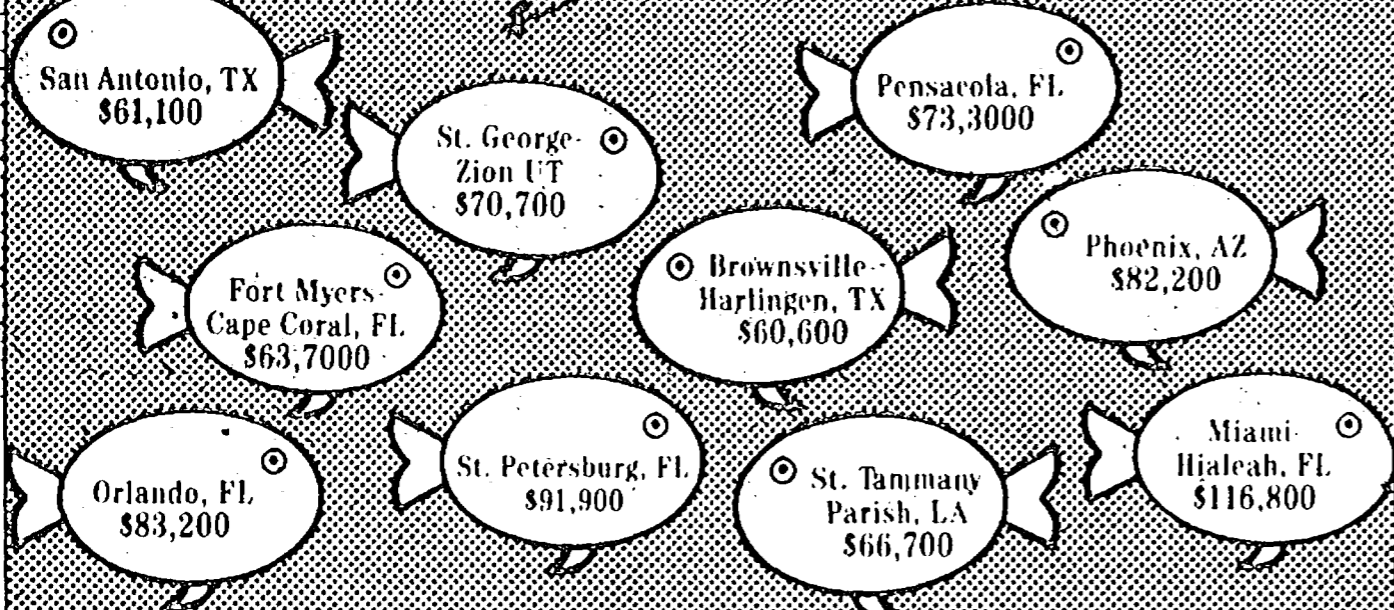 San Antonio, TX
$61,100
St. George-
Zion UT
$70,700
Pensacola, FL
$73,3000
Fort Myers-
Cape Coral, FL
$63,7000
Brownsville-
Harlingen, TX
$60,600
Phoenix, AZ
$82,200
Orlando, FL
$83,200
St. Petersburg, FL
$91,900
St. Tammany
Parish, LA
$66,700
Miami-
Hialeah, FL
$116,800